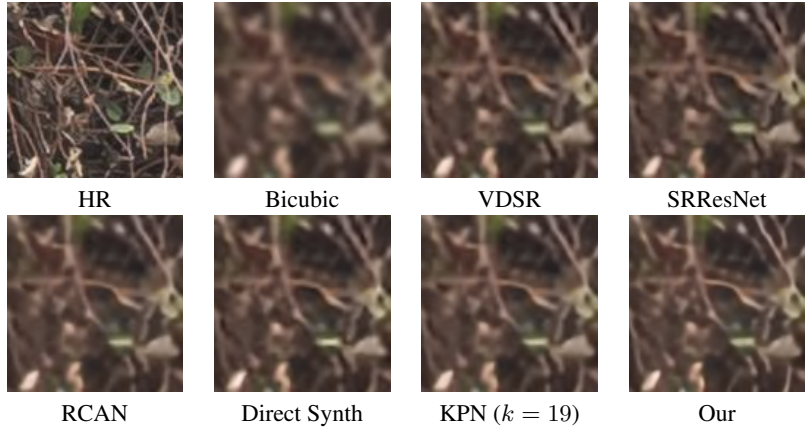 HR Bicubic VDSR SRResNet
RCAN Direct Synth KPN (k = 19) Our